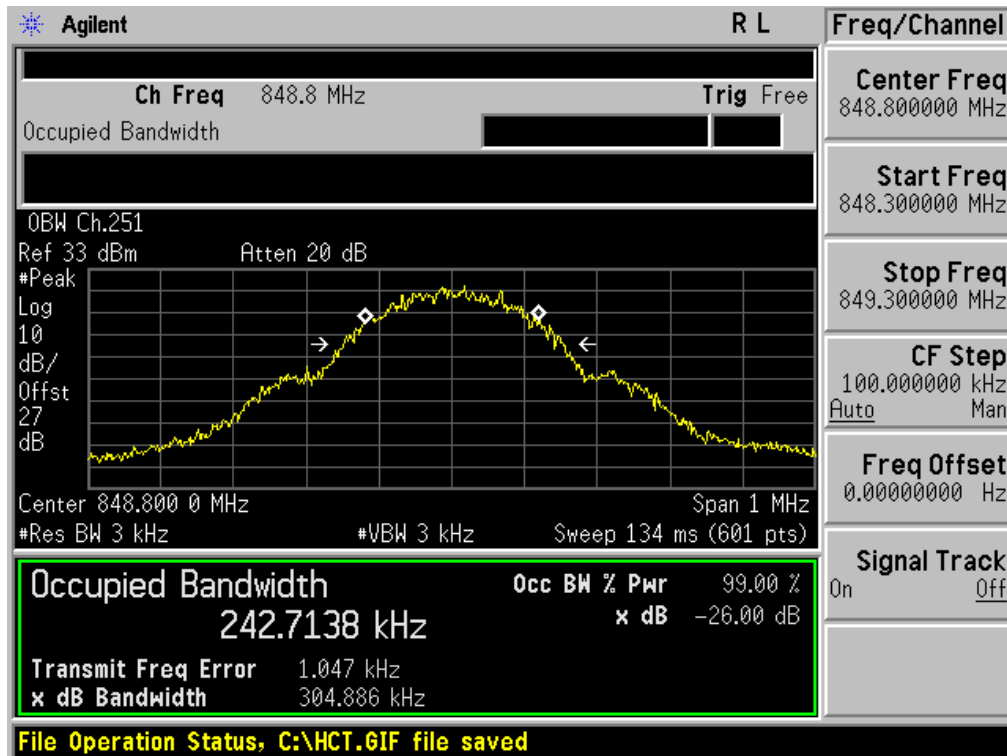 Agilent R L
Ch Freq 848.8 MHz Trig Free
Occupied Bandwidth
OBW Ch.251
Ref 33 dBm Atten 20 dB
#Peak
Log
10
dB/
Offst
27
dB
Center 848.800 0 MHz Span 1 MHz
#Res BW 3 kHz #VBW 3 kHz Sweep 134 ms (601 pts)
Occupied Bandwidth Occ BW % Pwr 99.00 %
242.7138 kHz x dB -26.00 dB
Transmit Freq Error 1.047 kHz
x dB Bandwidth 304.886 kHz
File Operation Status, C:\HCT.GIF file saved
Freq/Channel
Center Freq
848.800000 MHz
Start Freq
848.300000 MHz
Stop Freq
849.300000 MHz
CF Step
100.000000 kHz
Auto Man
Freq Offset
0.00000000 Hz
Signal Track
On Off